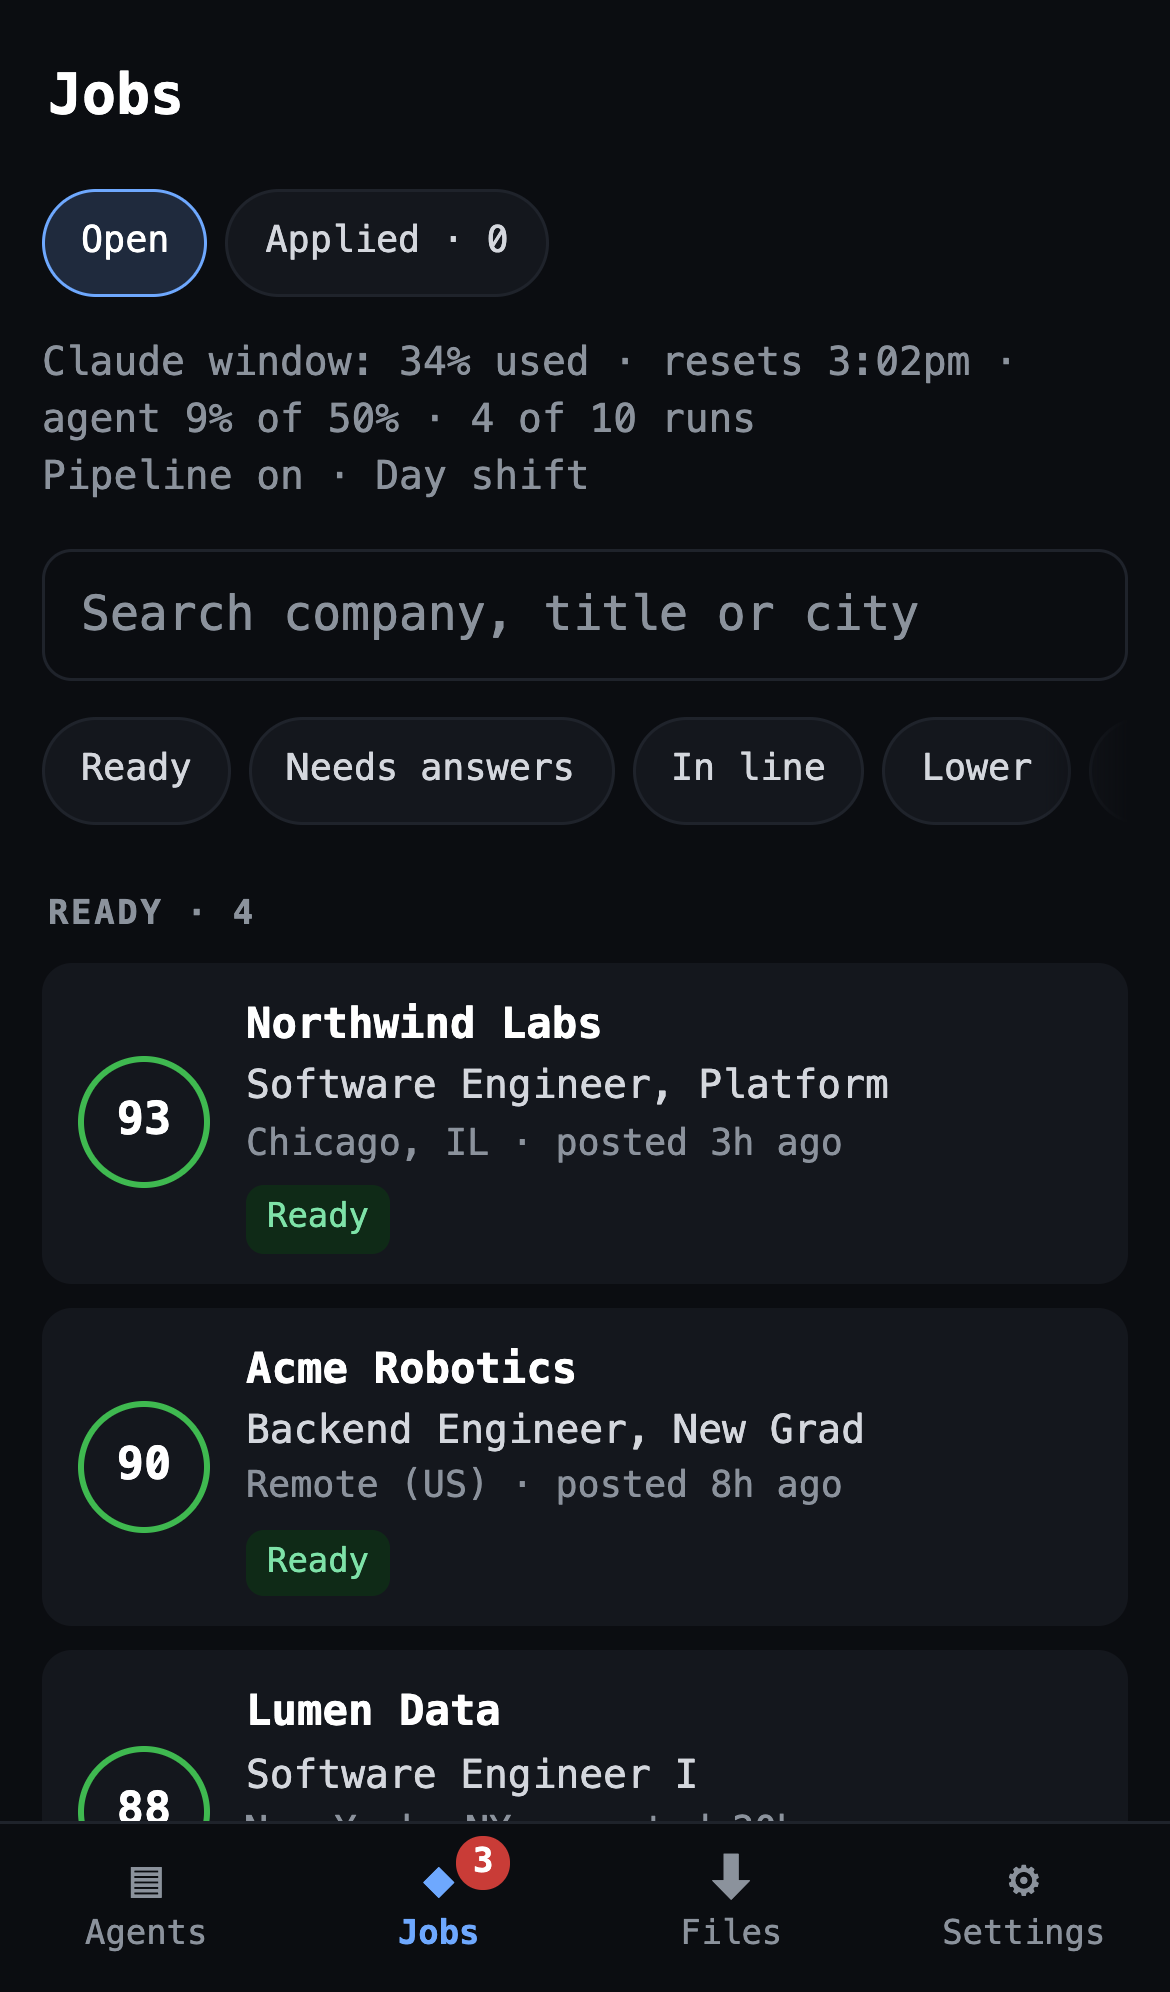 Jobs
Open
Applied · 0
Claude window: 34% used · resets 3:02pm ·
agent 9% of 50% · 4 of 10 runs
Pipeline on · Day shift
Search company, title or city
Ready
Needs answers
In line
Lower
READY · 4
93
Northwind Labs
Software Engineer, Platform
Chicago, IL · posted 3h ago
Ready
90
Acme Robotics
Backend Engineer, New Grad
Remote (US) · posted 8h ago
Ready
88
Lumen Data
Software Engineer I
Agents
Jobs
3
Files
Settings